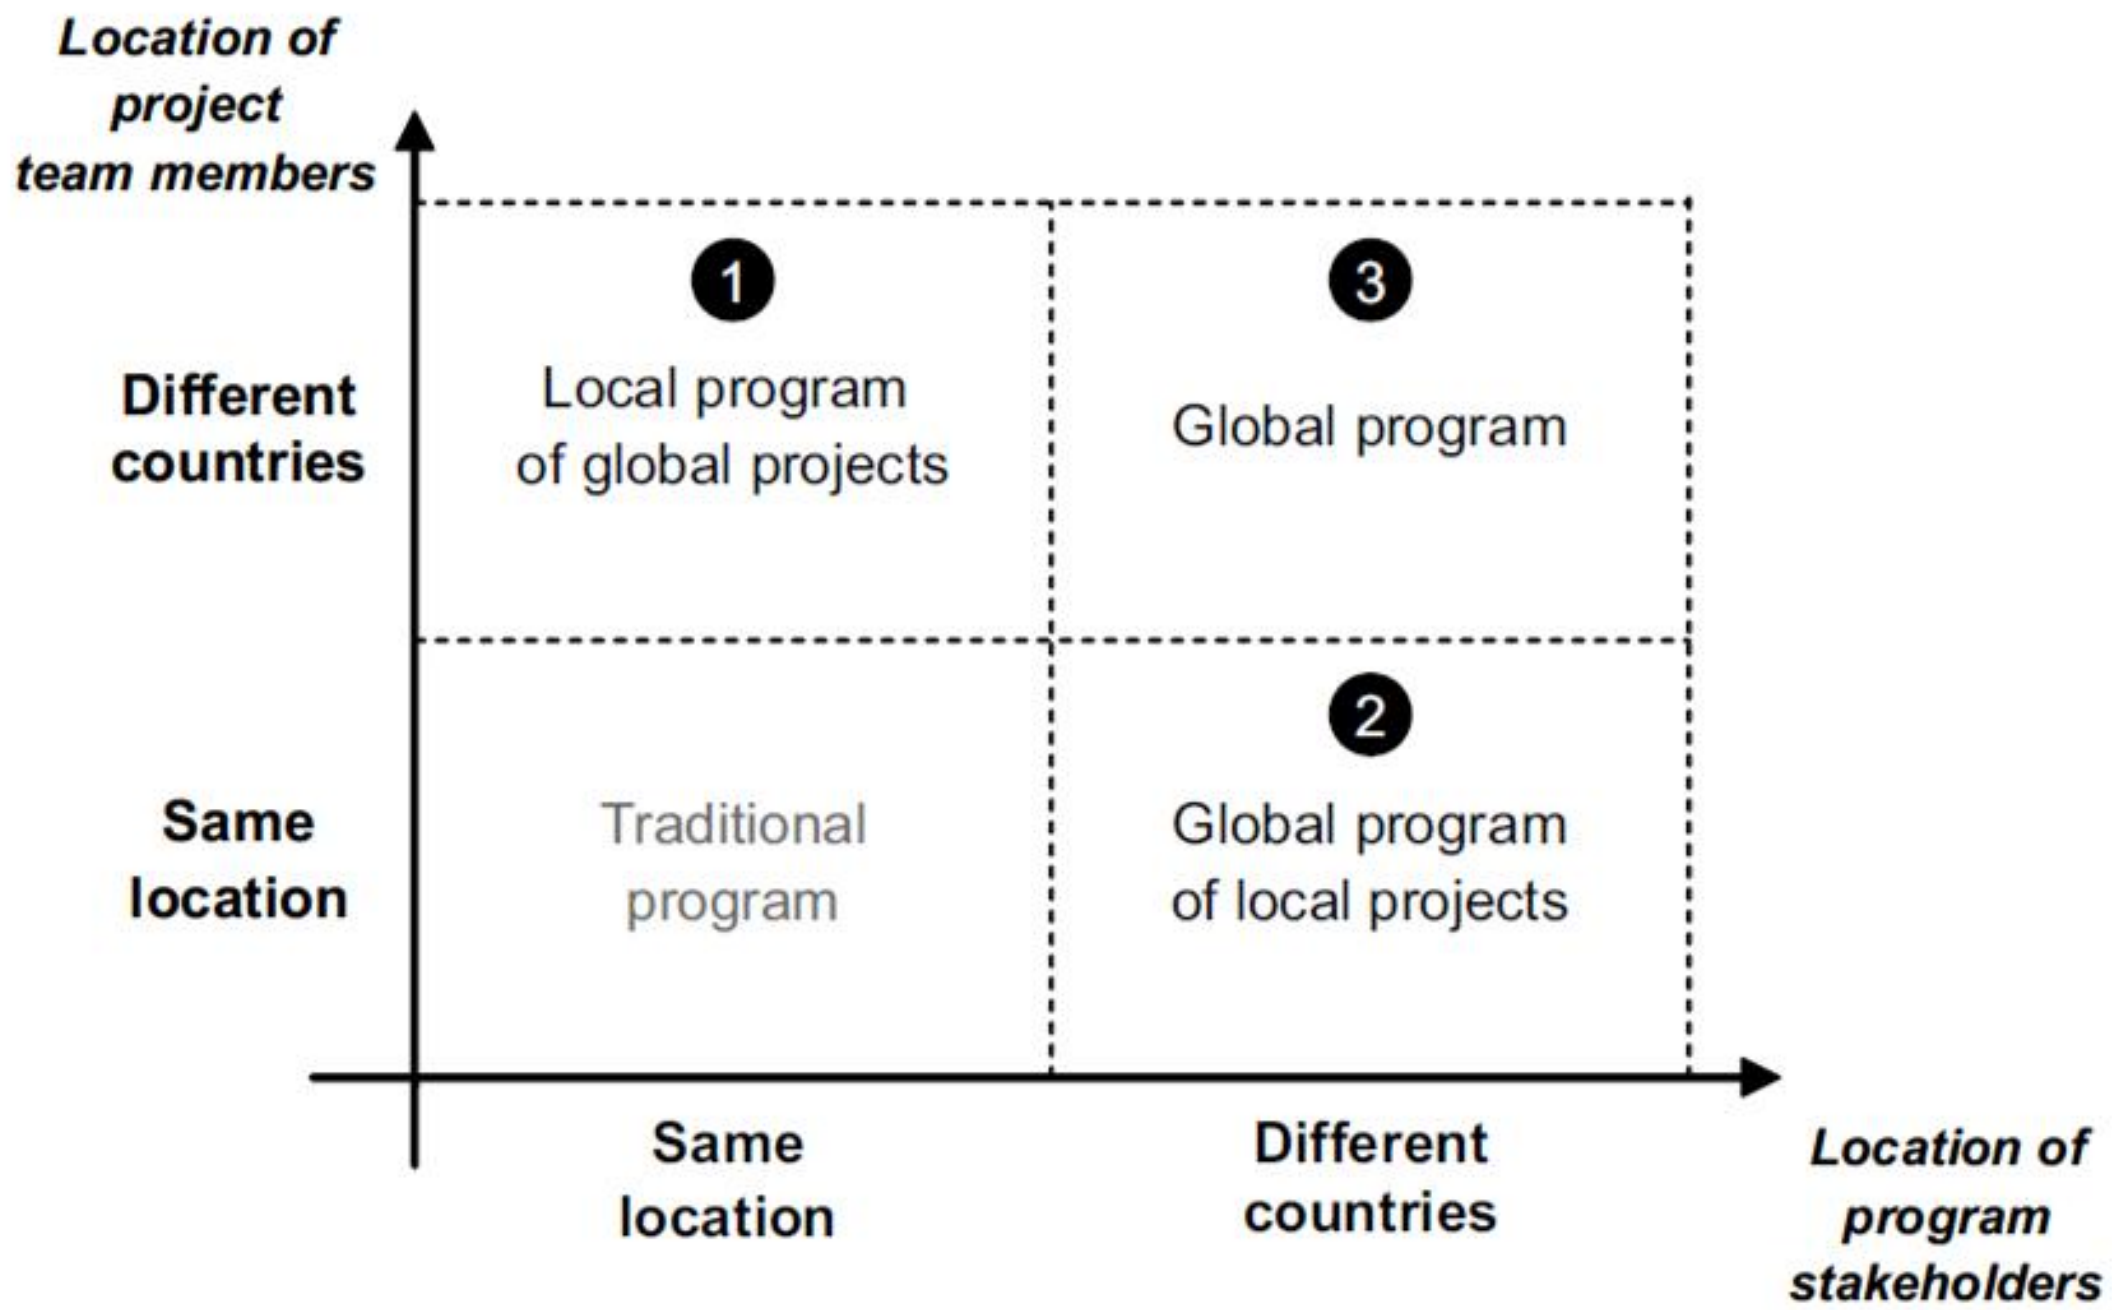 Location of
project
team members
1
3
Different
countries
Local program
of global projects
Global program
2
Same
location
Traditional
program
Global program
of local projects
Same
location
Different
countries
Location of
program
stakeholders